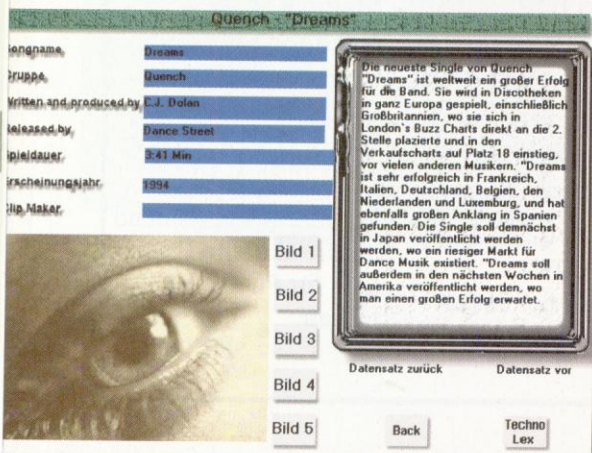 Quench - "Dreams"
Songname
Dreams
Gruppe
Quench
Written and produced by
C.J. Dolan
Released by
Dance Street
Spieldauer
3:41 Min
Erscheinungsjahr
1994
Clip Maker
Die neueste Single von Quench
"Dreams" ist weltweit ein großer Erfolg
für die Band. Sie wird in Discotheken
in ganz Europa gespielt, einschließlich
Großbritannien, wo sie sich in
London's Buzz Charts direkt an die 2.
Stelle plazierte und in den
Verkaufscharts auf Platz 18 einstieg,
vor vielen anderen Musikern. "Dreams
ist sehr erfolgreich in Frankreich,
Italien, Deutschland, Belgien, den
Niederlanden und Luxemburg, und hat
ebenfalls großen Anklang in Spanien
gefunden. Die Single soll demnächst
in Japan veröffentlicht werden
werden, wo ein riesiger Markt für
Dance Musik existiert. "Dreams soll
außerdem in den nächsten Wochen in
Amerika veröffentlicht werden, wo
man einen großen Erfolg erwartet.
Bild 1
Bild 2
Bild 3
Bild 4
Bild 5
Datensatz zurück
Datensatz vor
Back
Techno
Lex